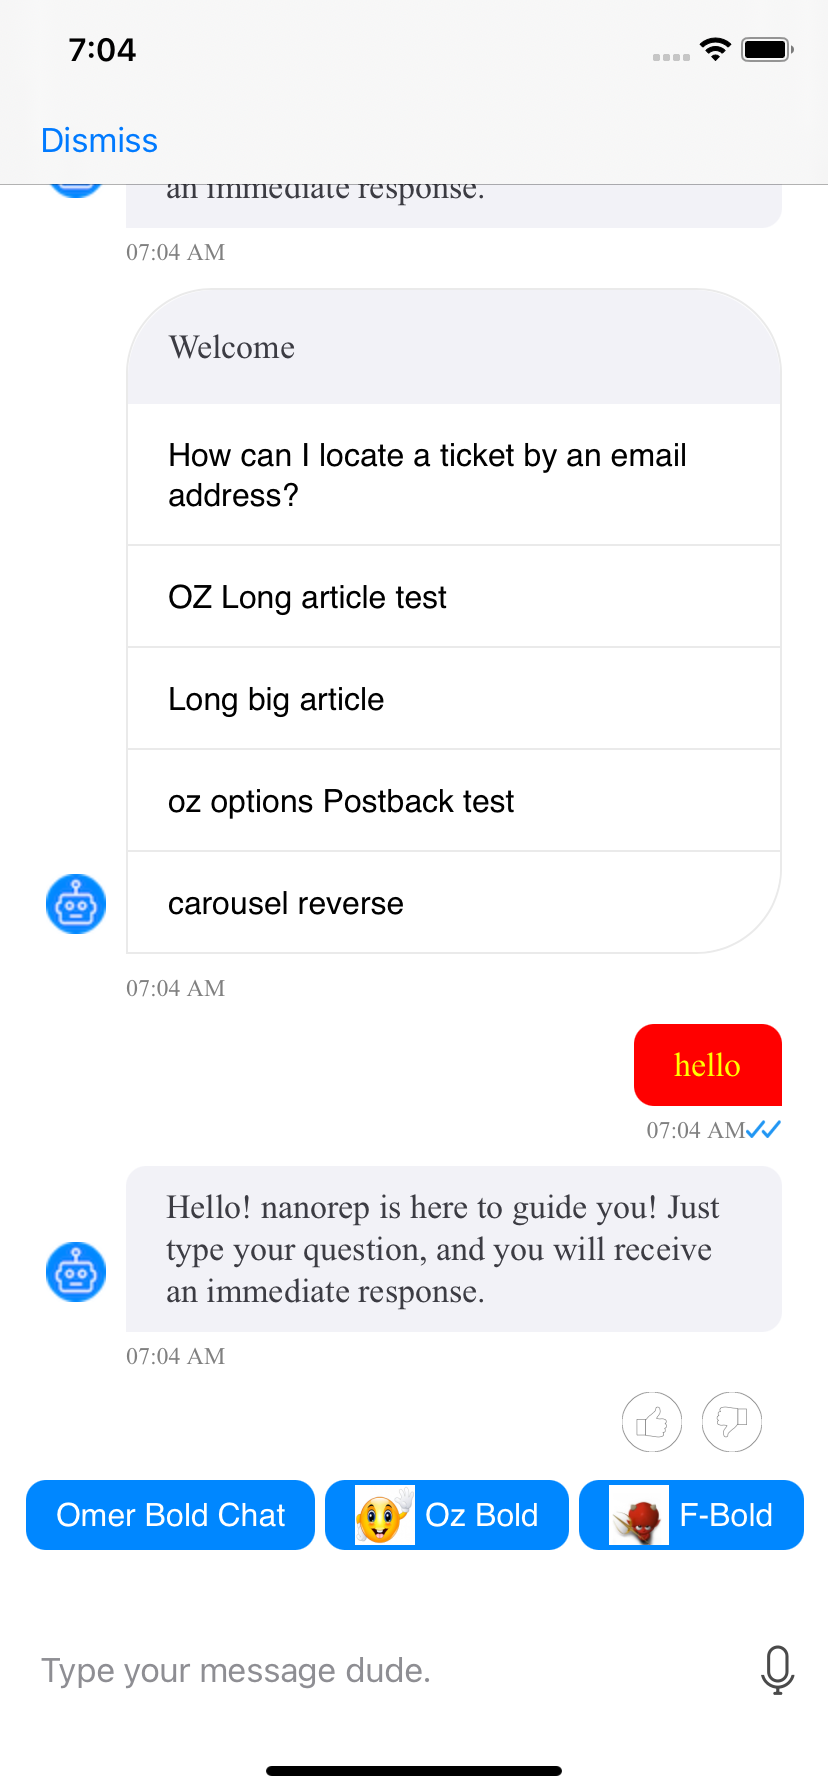 7:04
Dismiss
an immediate response.
07:04 AM
Welcome
How can I locate a ticket by an email
address?
OZ Long article test
Long big article
oz options Postback test
carousel reverse
07:04 AM
hello
07:04 AM
Hello! nanorep is here to guide you! Just
type your question, and you will receive
an immediate response.
07:04 AM
Omer Bold Chat
Oz Bold
F-Bold
Type your message dude.